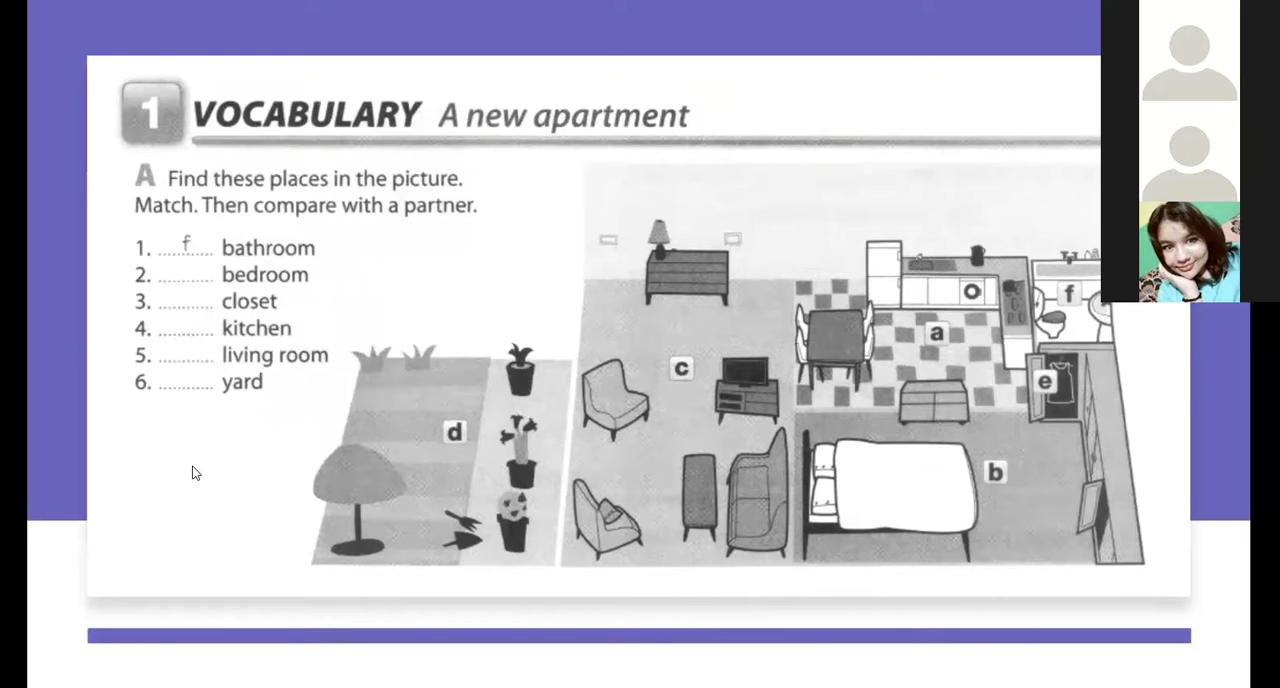 1 VOCABULARY A new apartment
A Find these places in the picture.
Match. Then compare with a partner.
1. .....f..... bathroom
2. ............ bedroom
3. ............ closet
4. ............ kitchen
5. ............ living room
6. ............ yard
o
f
a
c
e
d
b